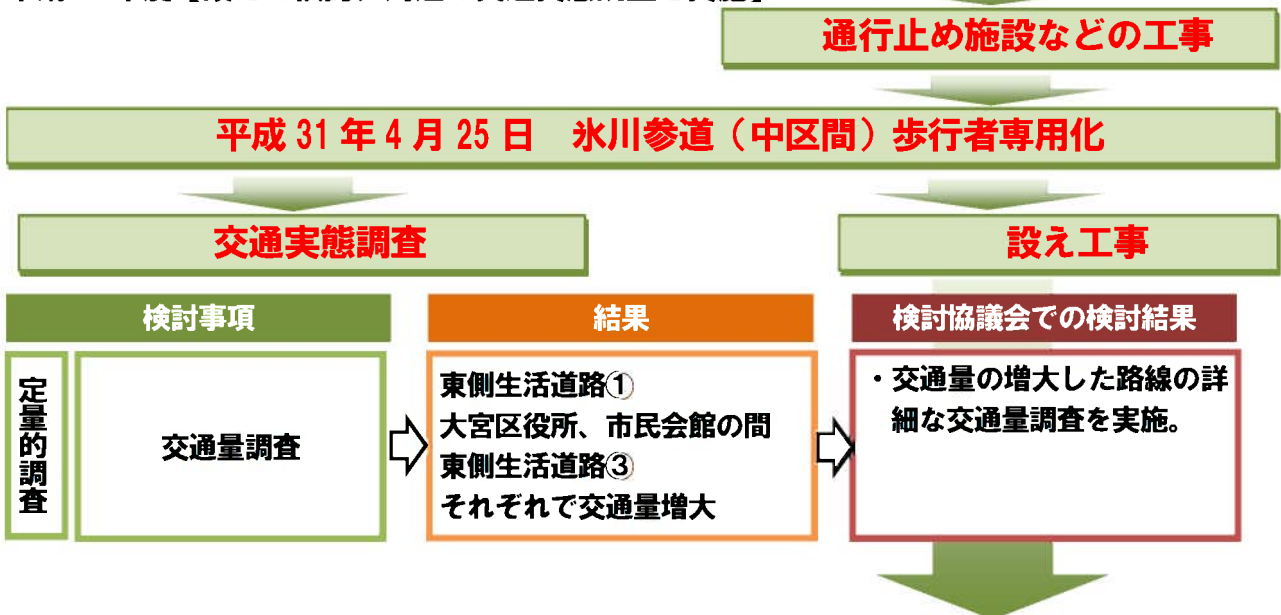 通行止め施設などの工事
平成 31 年 4 月 25 日　氷川参道（中区間）歩行者専用化
交通実態調査
設え工事
検討事項
結果
検討協議会での検討結果
定量的調査
交通量調査
東側生活道路①
大宮区役所、市民会館の間
東側生活道路③
それぞれで交通量増大
・交通量の増大した路線の詳
細な交通量調査を実施。